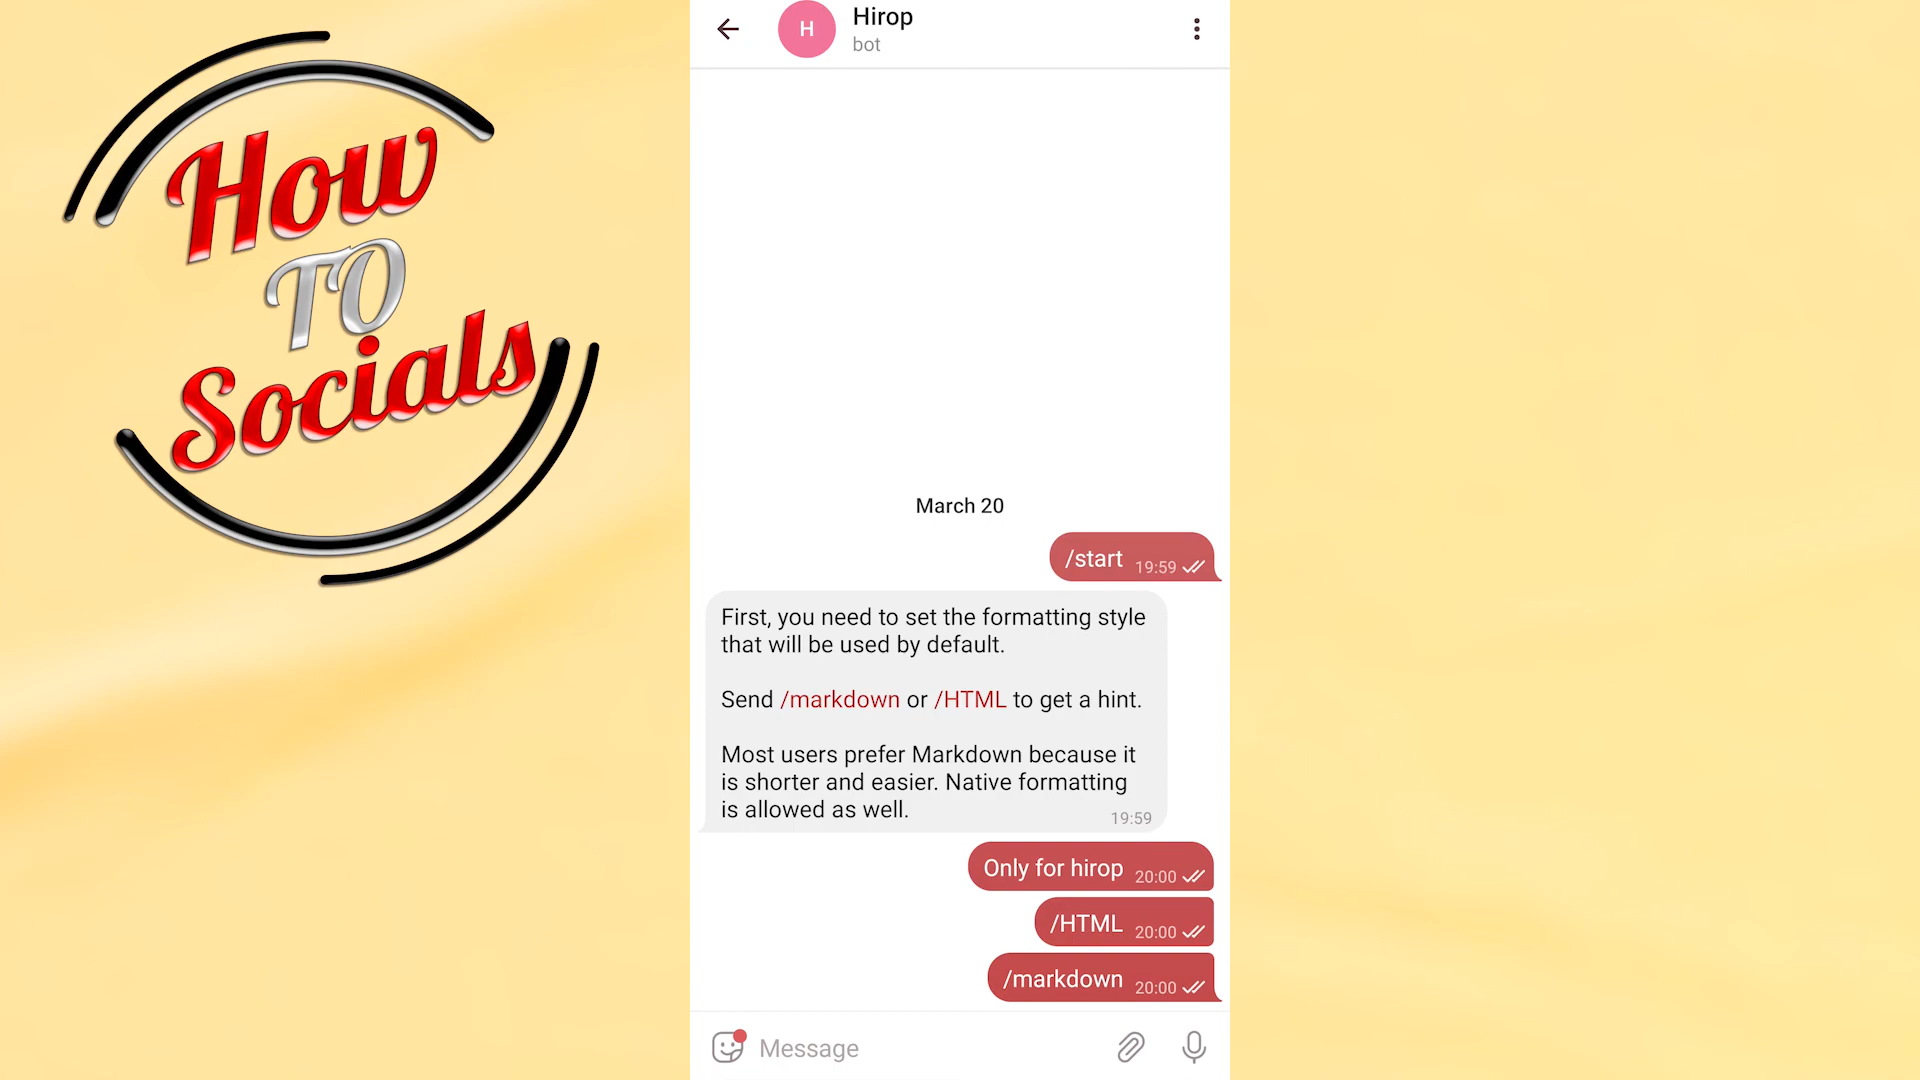 How
TO
Socials
H
Hirop
bot
March 20
/start 19:59
First, you need to set the formatting style
that will be used by default.
Send /markdown or /HTML to get a hint.
Most users prefer Markdown because it
is shorter and easier. Native formatting
is allowed as well.
19:59
Only for hirop 20:00
/HTML 20:00
/markdown 20:00
Message